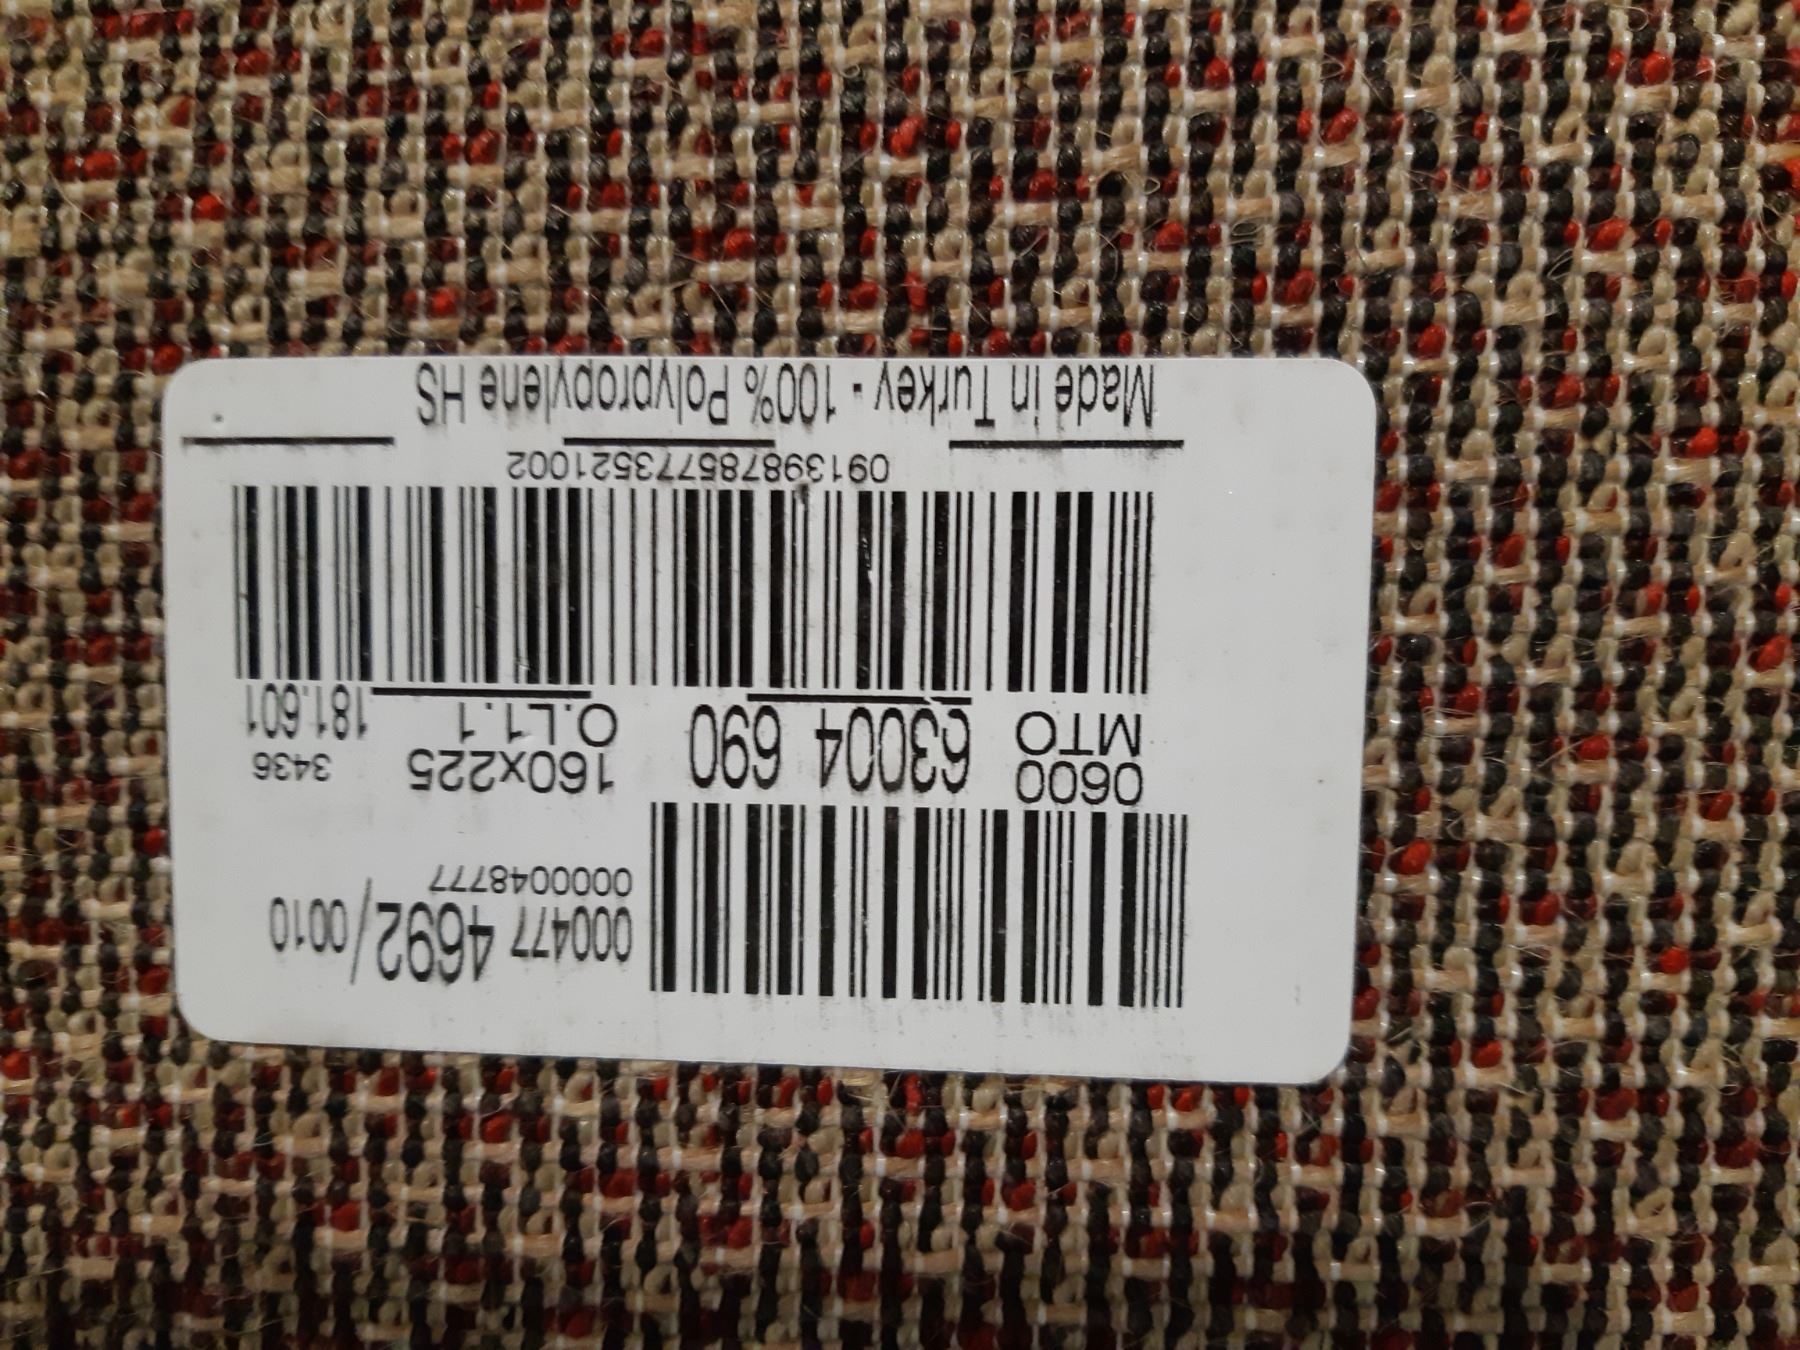 000477 4692/0010
0000048777
0600 63004 690 160x225 3436
MTO O.L1.1 181.601
091398785773521002
Made in Turkey - 100% Polypropylene HS